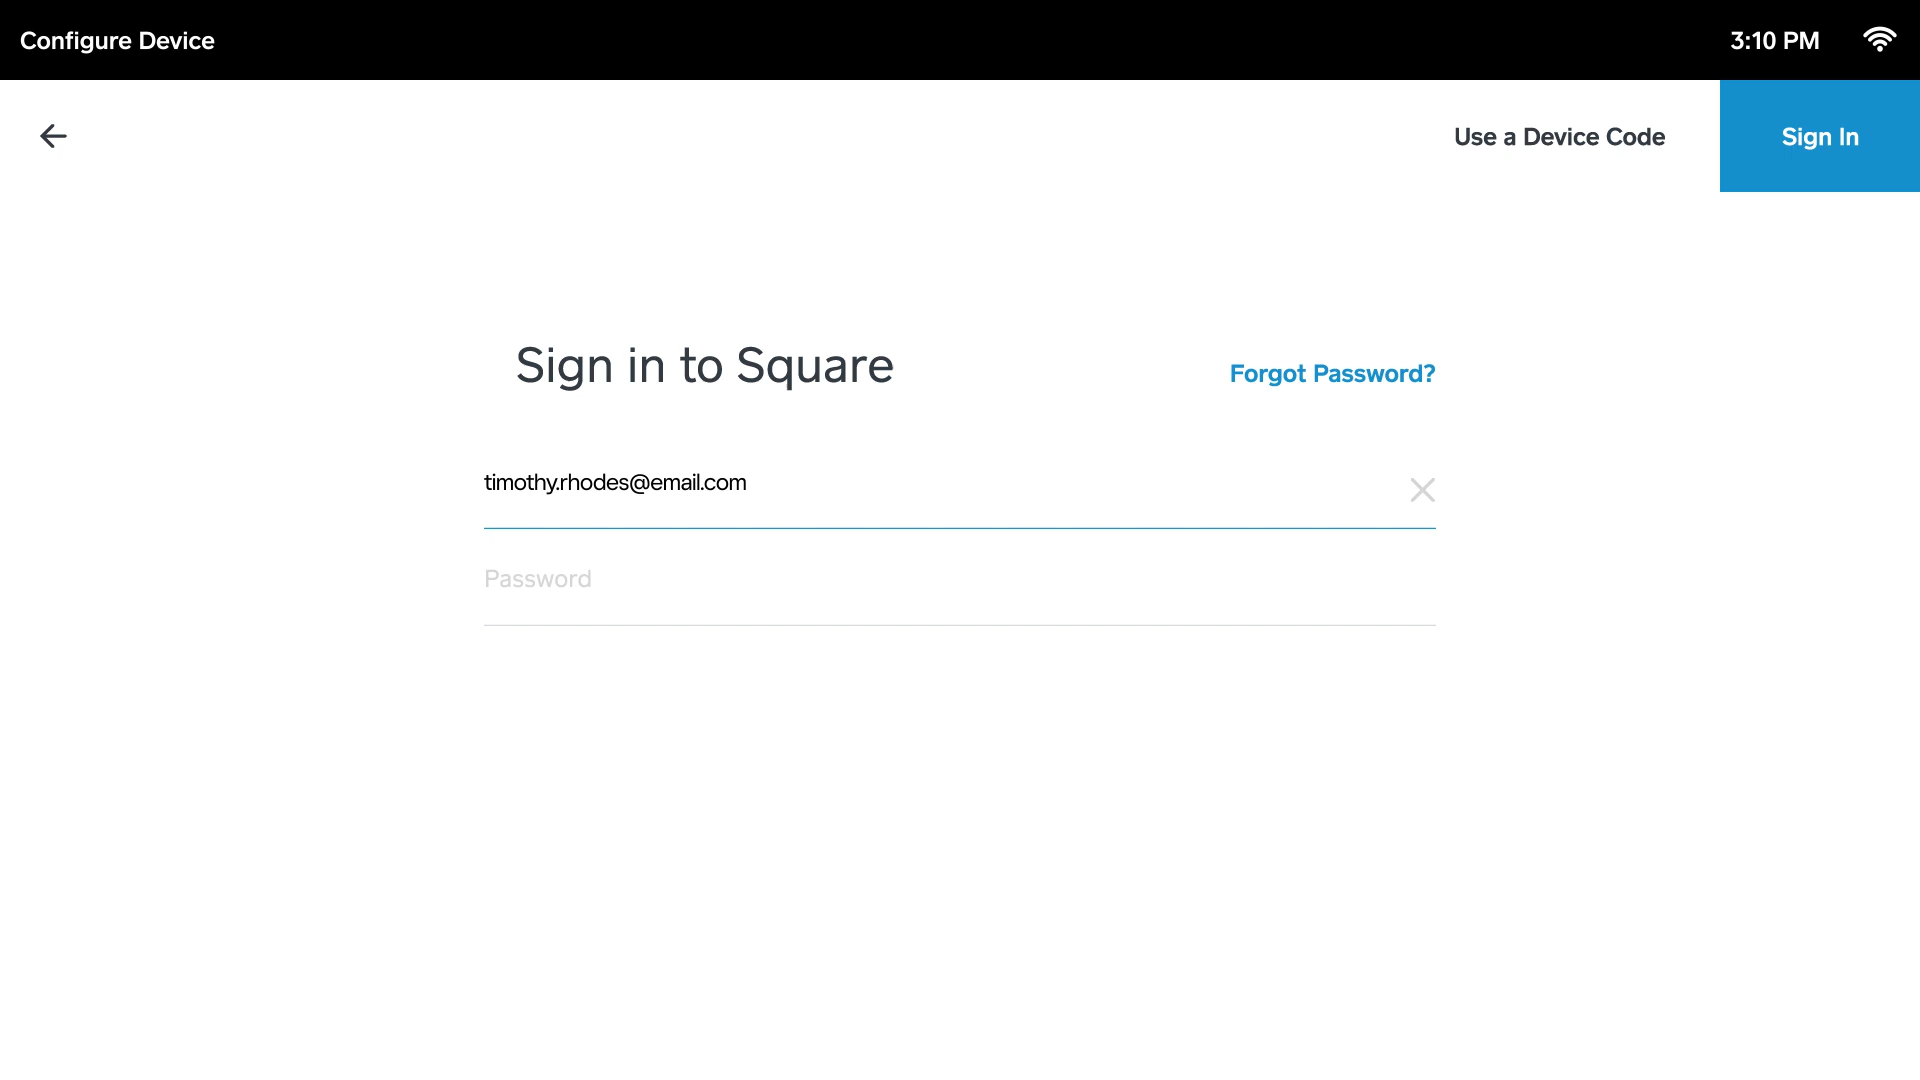 Configure Device
3:10 PM
Use a Device Code
Sign In
Sign in to Square
Forgot Password?
timothy.rhodes@email.com
Password